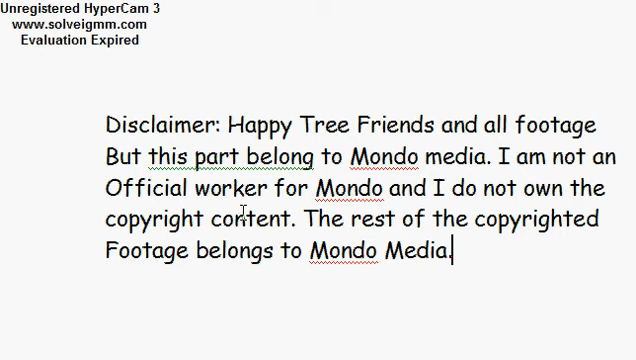 Unregistered HyperCam 3
www.solveigmm.com
Evaluation Expired
Disclaimer: Happy Tree Friends and all footage
But this part belong to Mondo media. I am not an
Official worker for Mondo and I do not own the
copyright content. The rest of the copyrighted
Footage belongs to Mondo Media.